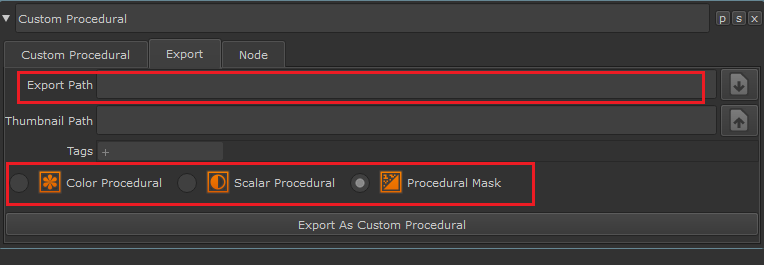 Custom Procedural
p s x
Custom Procedural Export Node
Export Path
Thumbnail Path
Tags +
Color Procedural Scalar Procedural Procedural Mask
Export As Custom Procedural